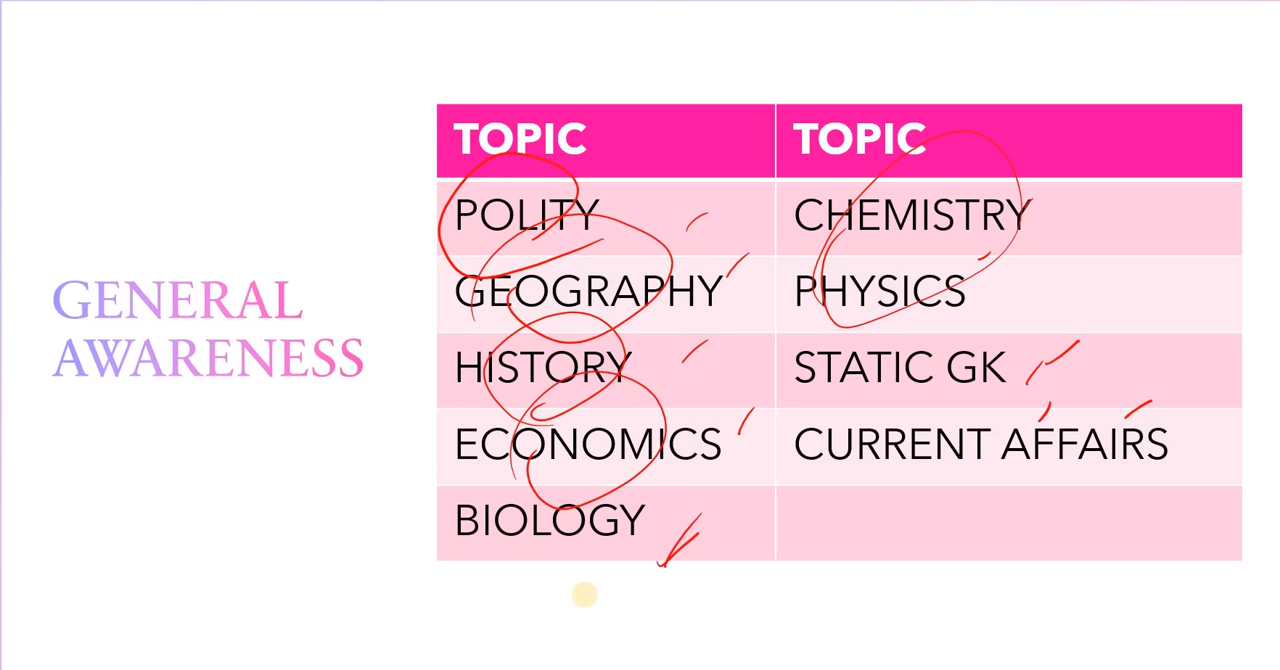 GENERAL
AWARENESS
TOPIC TOPIC
POLITY CHEMISTRY
GEOGRAPHY PHYSICS
HISTORY STATIC GK
ECONOMICS CURRENT AFFAIRS
BIOLOGY